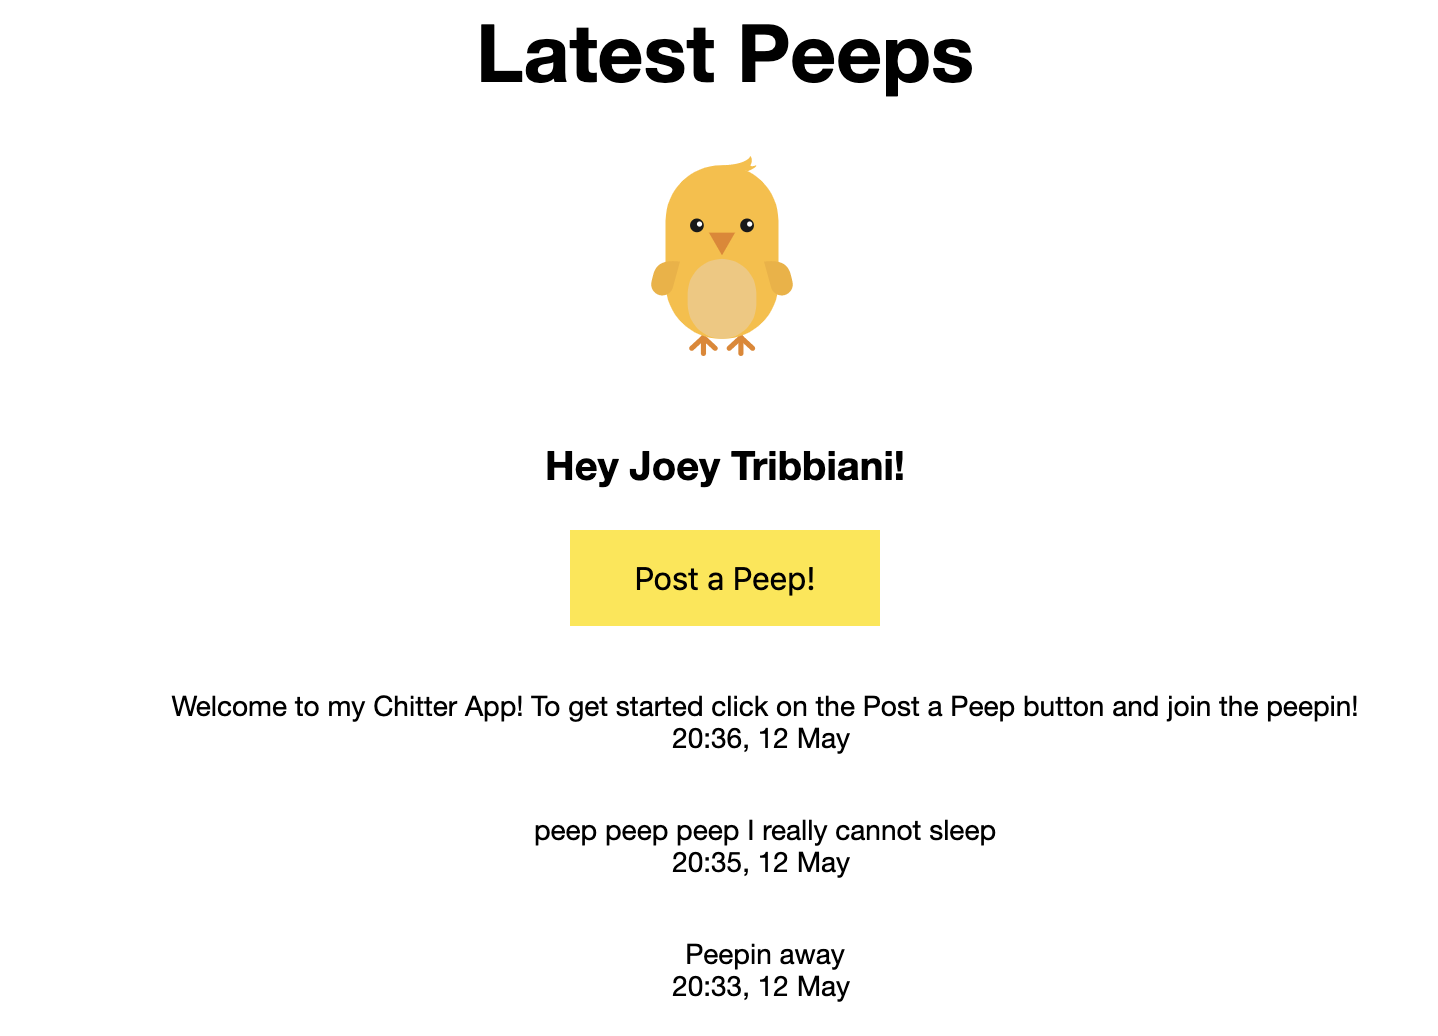 Latest Peeps
Hey Joey Tribbiani!
Post a Peep!
Welcome to my Chitter App! To get started click on the Post a Peep button and join the peepin!
20:36, 12 May
peep peep peep I really cannot sleep
20:35, 12 May
Peepin away
20:33, 12 May